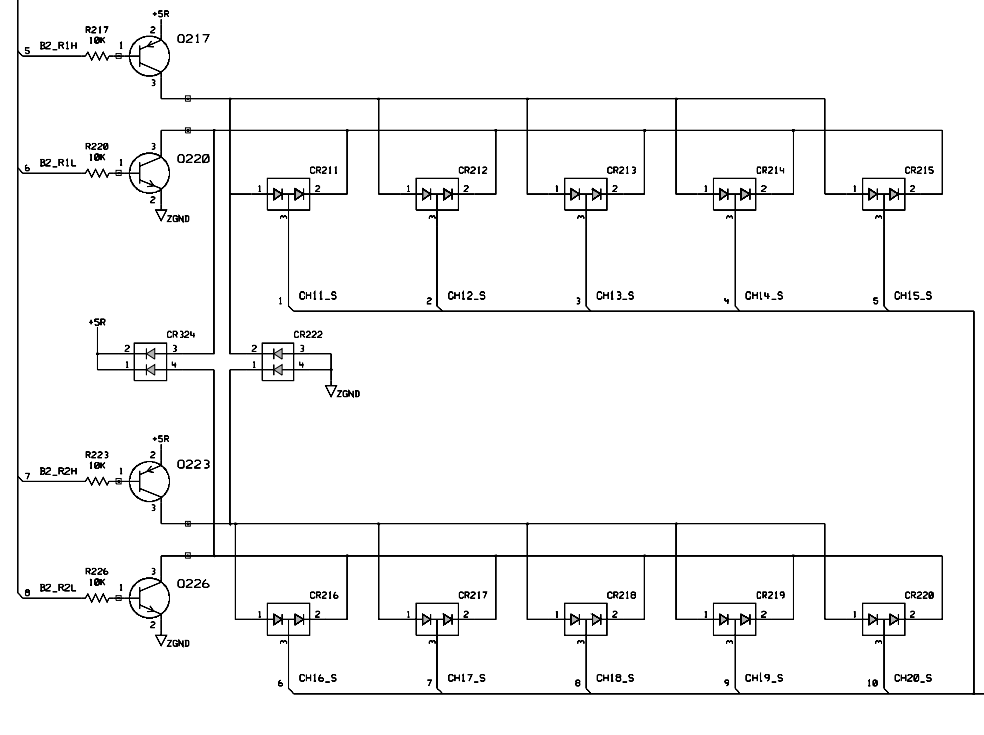 +5R
R217
10K
2
Q217
5 B2_R1H 1
3
R220
10K
3
Q220
6 B2_R1L 1
2
ZGND
CR211 CR212 CR213 CR214 CR215
1 2 1 2 1 2 1 2 1 2
3 3 3 3 3
1 CH11_S 2 CH12_S 3 CH13_S 4 CH14_S 5 CH15_S
+5R
CR324 CR222
2 3 2 3
1 4 1 4
ZGND
+5R
R223
10K
2
Q223
7 B2_R2H 1
3
R226
10K
3
Q226
8 B2_R2L 1
2
ZGND
CR216 CR217 CR218 CR219 CR220
1 2 1 2 1 2 1 2 1 2
3 3 3 3 3
6 CH16_S 7 CH17_S 8 CH18_S 9 CH19_S 10 CH20_S